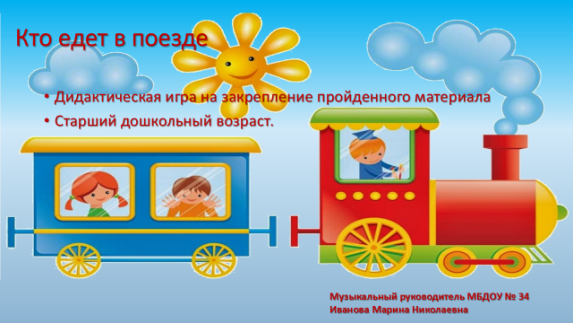 Кто едет в поезде
• Дидактическая игра на закрепление пройденного материала
• Старший дошкольный возраст.
Музыкальный руководитель МБДОУ № 34
Иванова Марина Николаевна